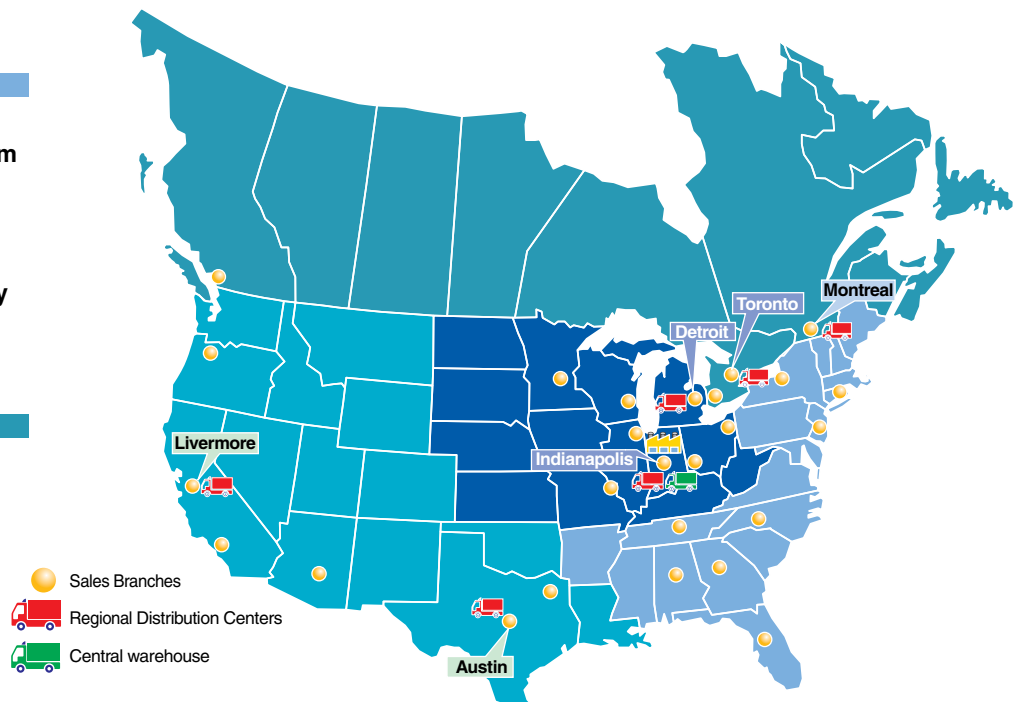 m
y
Montreal
Toronto
Detroit
Livermore
Indianapolis
Sales Branches
Regional Distribution Centers
Central warehouse
Austin